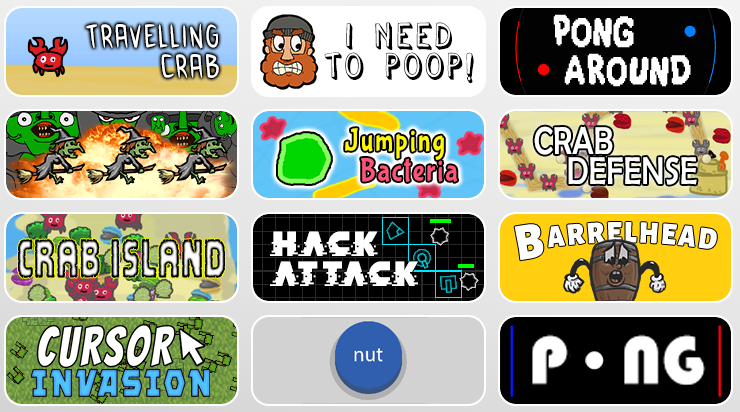 TRAVELLING
CRAB
I NEED
TO POOP!
PONG
AROUND
Jumping
Bacteria
CRAB
DEFENSE
CRAB ISLAND
HACK
ATTACK
BARRELHEAD
CURSOR
INVASION
nut
P•NG